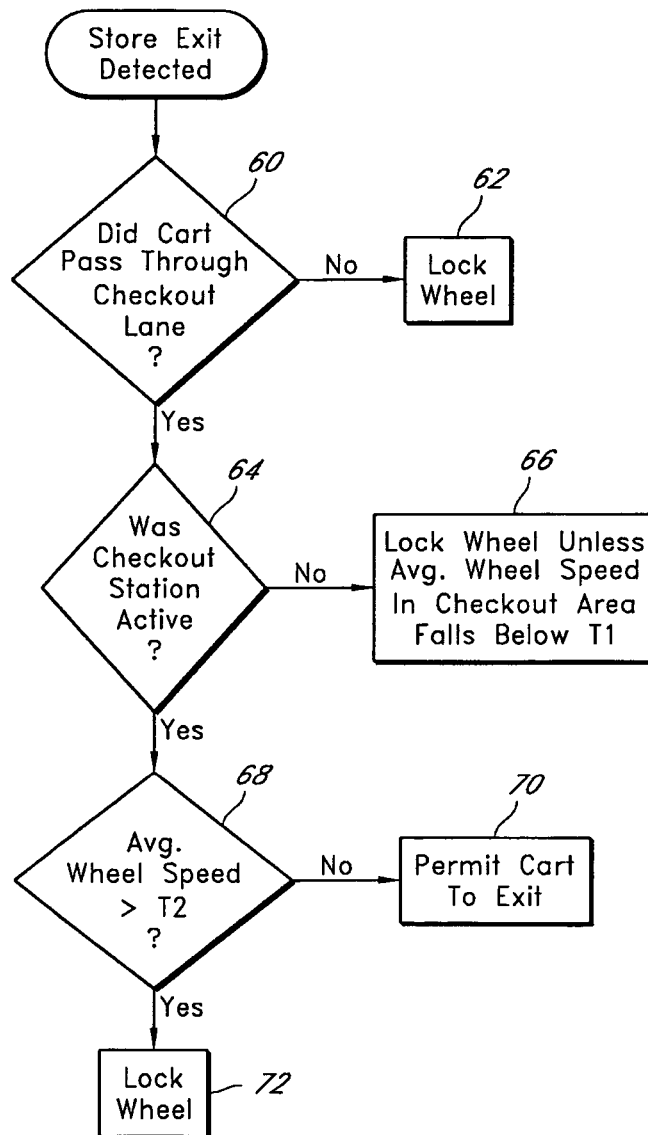 Store Exit
Detected
60
Did Cart
Pass Through
Checkout
Lane
?
No
62
Lock
Wheel
Yes
64
Was
Checkout
Station
Active
?
No
66
Lock Wheel Unless
Avg. Wheel Speed
In Checkout Area
Falls Below T1
Yes
68
Avg.
Wheel Speed
> T2
?
No
70
Permit Cart
To Exit
Yes
Lock
Wheel
72